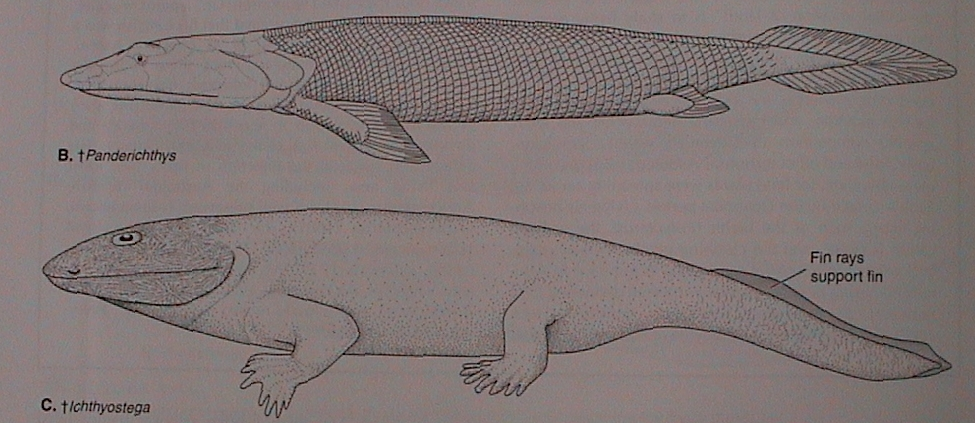 B. †Panderichthys
Fin rays
support fin
C. †Ichthyostega